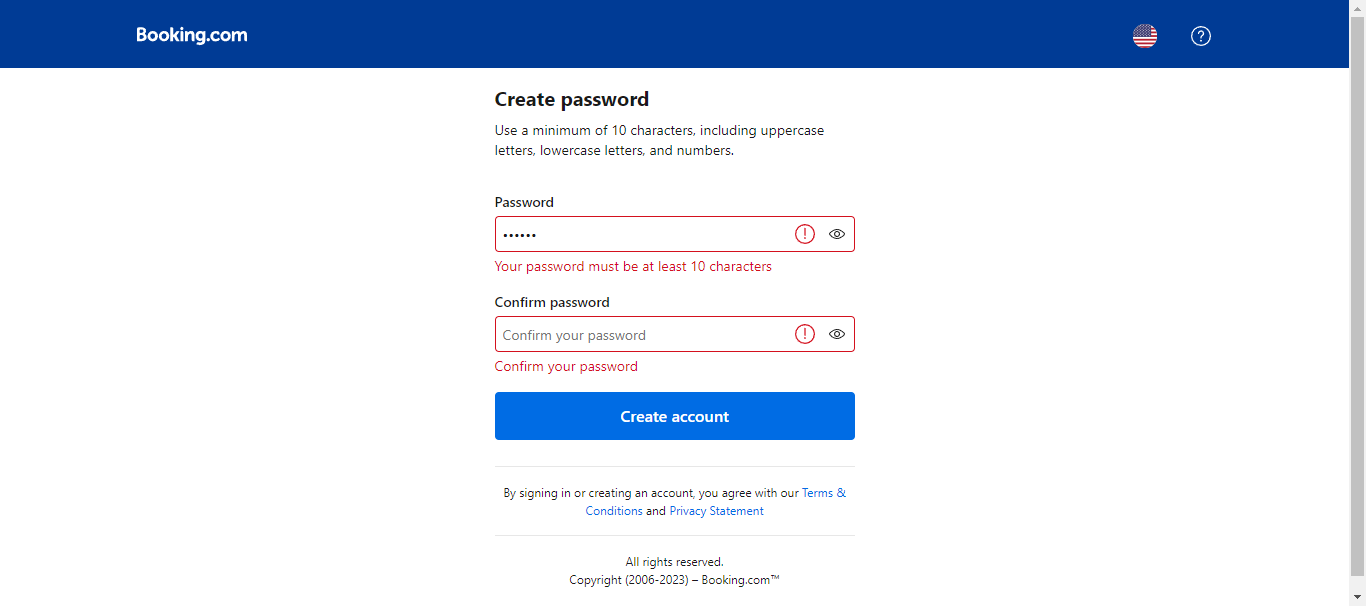 Booking.com
Create password
Use a minimum of 10 characters, including uppercase
letters, lowercase letters, and numbers.
Password
••••••
Your password must be at least 10 characters
Confirm password
Confirm your password
Confirm your password
Create account
By signing in or creating an account, you agree with our Terms &
Conditions and Privacy Statement
All rights reserved.
Copyright (2006-2023) – Booking.com™